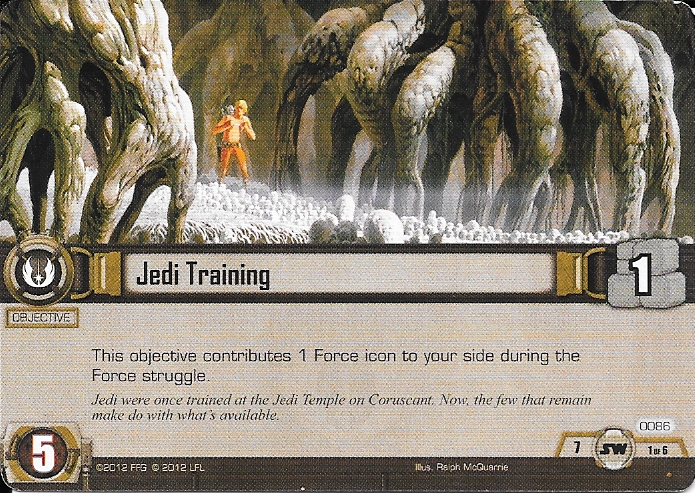 Jedi Training
1
OBJECTIVE
This objective contributes 1 Force icon to your side during the
Force struggle.
Jedi were once trained at the Jedi Temple on Coruscant. Now, the few that remain
make do with what's available.
5
0086
7 SW 1 OF 6
©2012 FFG © 2012 LFL
Illus. Ralph McQuarrie